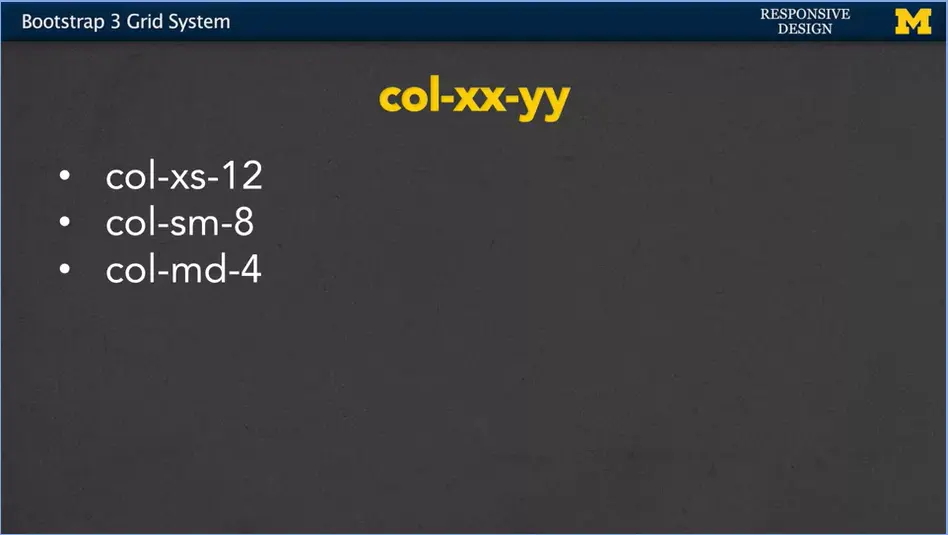 Bootstrap 3 Grid System
RESPONSIVE
DESIGN
M
col-xx-yy
• col-xs-12
• col-sm-8
• col-md-4